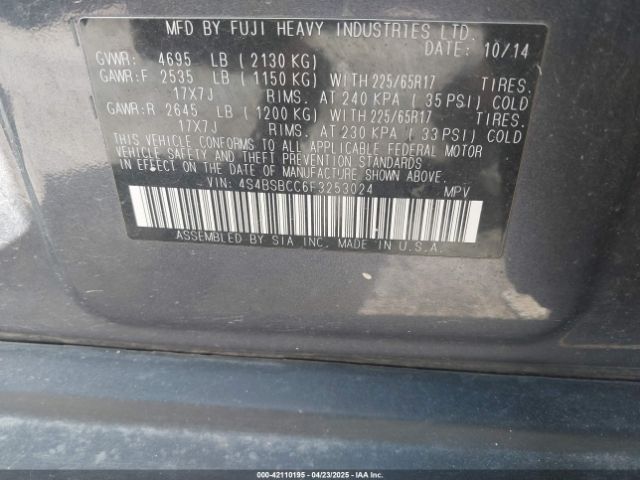 MFD BY FUJI HEAVY INDUSTRIES LTD.
DATE: 10/14
GVWR: 4695 LB (2130 KG)
GAWR:F 2535 LB (1150 KG) WITH 225/65R17 TIRES.
17X7J RIMS. AT 240 KPA (35 PSI) COLD
GAWR:R 2645 LB (1200 KG) WITH 225/65R17 TIRES.
17X7J RIMS. AT 230 KPA (33 PSI) COLD
THIS VEHICLE CONFORMS TO ALL APPLICABLE FEDERAL MOTOR
VEHICLE SAFETY AND THEFT PREVENTION STANDARDS
IN EFFECT ON THE DATE OF MANUFACTURE SHOWN ABOVE.
VIN: 4S4BSBCC6F3253024 MPV
ASSEMBLED BY SIA INC. MADE IN U.S.A.
000-42110195 04/23/2025 - COPYRIGHT IAA, LLC.